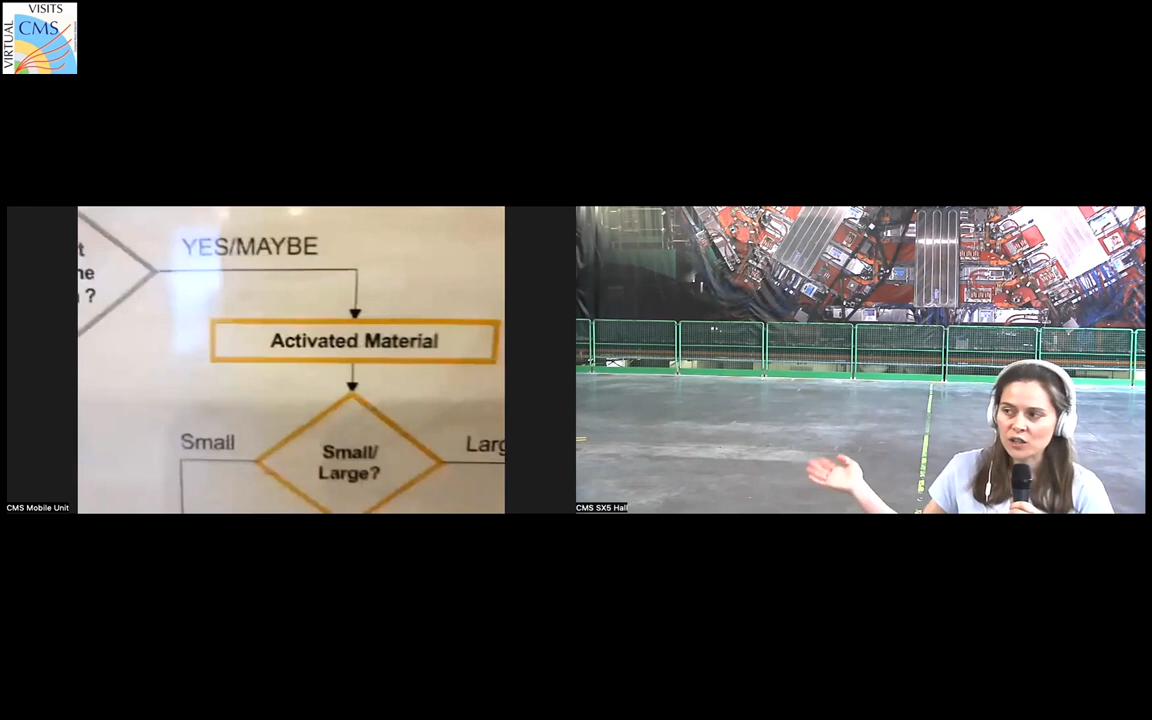 VISITS
CMS
VIRTUAL
YES/MAYBE
?
Activated Material
Small
Small/
Large?
CMS Mobile Unit
CMS SX5 Hall